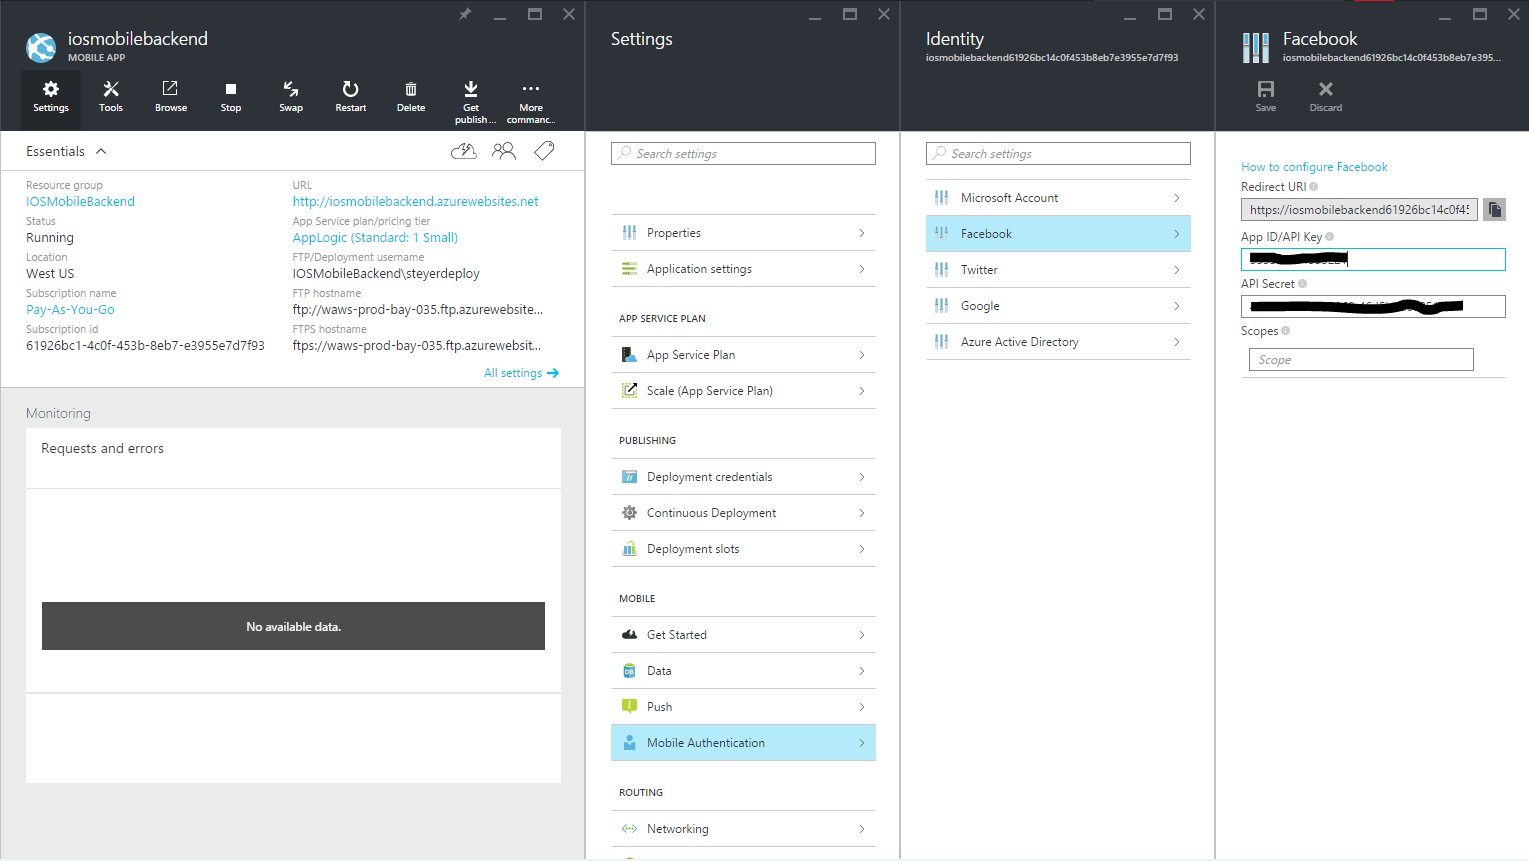 iosmobilebackend
MOBILE APP
Settings
Tools
Browse
Stop
Swap
Restart
Delete
Get
publish ...
More
commanc...
Essentials
Resource group
IOSMobileBackend
Status
Running
Location
West US
Subscription name
Pay-As-You-Go
Subscription id
61926bc1-4c0f-453b-8eb7-e3955e7d7f93
URL
http://iosmobilebackend.azurewebsites.net
App Service plan/pricing tier
AppLogic (Standard: 1 Small)
FTP/Deployment username
IOSMobileBackend\steyerdeploy
FTP hostname
ftp://waws-prod-bay-035.ftp.azurewebsite...
FTPS hostname
ftps://waws-prod-bay-035.ftp.azurewebsit...
All settings
Monitoring
Requests and errors
No available data.
Settings
Search settings
Properties
Application settings
APP SERVICE PLAN
App Service Plan
Scale (App Service Plan)
PUBLISHING
Deployment credentials
Continuous Deployment
Deployment slots
MOBILE
Get Started
Data
Push
Mobile Authentication
ROUTING
Networking
Identity
iosmobilebackend61926bc14c0f453b8eb7e3955e7d7f93
Search settings
Microsoft Account
Facebook
Twitter
Google
Azure Active Directory
Facebook
iosmobilebackend61926bc14c0f453b8eb7e395...
Save
Discard
How to configure Facebook
Redirect URI
https://iosmobilebackend61926bc14c0f45
App ID/API Key
API Secret
Scopes
Scope